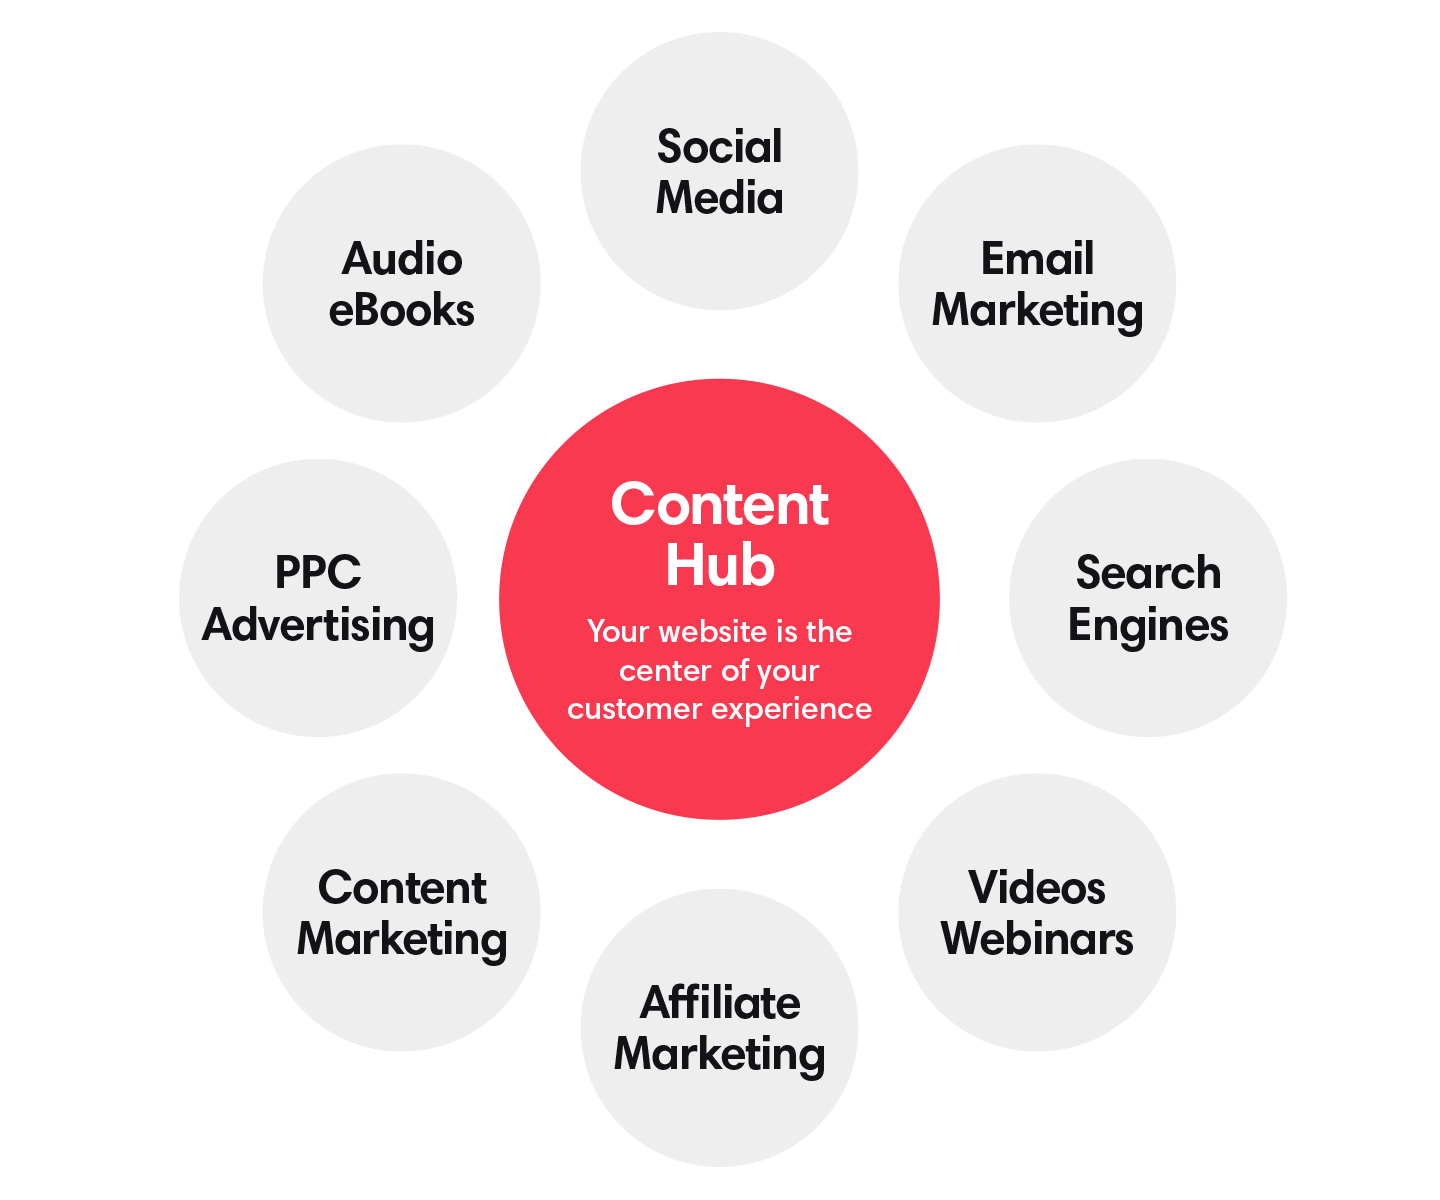 Social
Media
Audio
eBooks
Email
Marketing
Content
Hub
Your website is the
center of your
customer experience
PPC
Advertising
Search
Engines
Content
Marketing
Videos
Webinars
Affiliate
Marketing